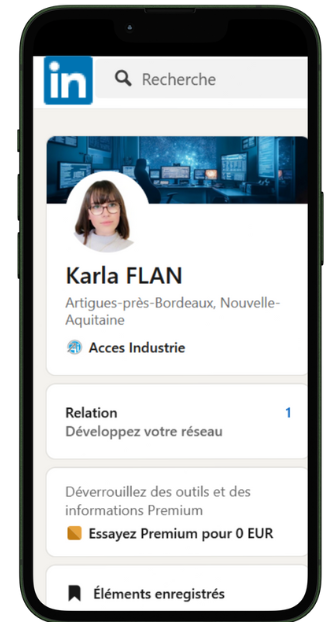 in
Recherche
Karla FLAN
Artigues-près-Bordeaux, Nouvelle-
Aquitaine
Acces Industrie
Relation 1
Développez votre réseau
Déverrouillez des outils et des
informations Premium
Essayez Premium pour 0 EUR
Éléments enregistrés